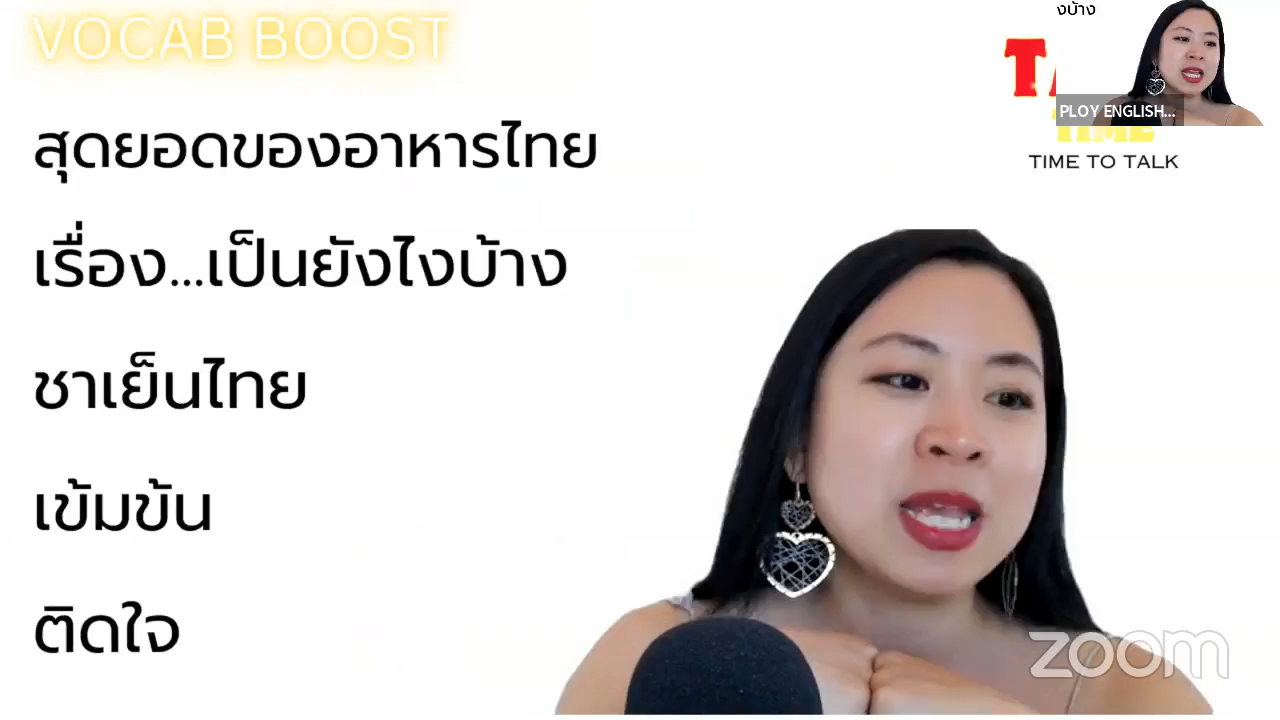 VOCAB BOOST
สุดยอดของอาหารไทย
เรื่อง...เป็นยังไงบ้าง
ชาเย็นไทย
เข้มข้น
ติดใจ
งบ้าง
PLOY ENGLISH...
TIME
TIME TO TALK
zoom